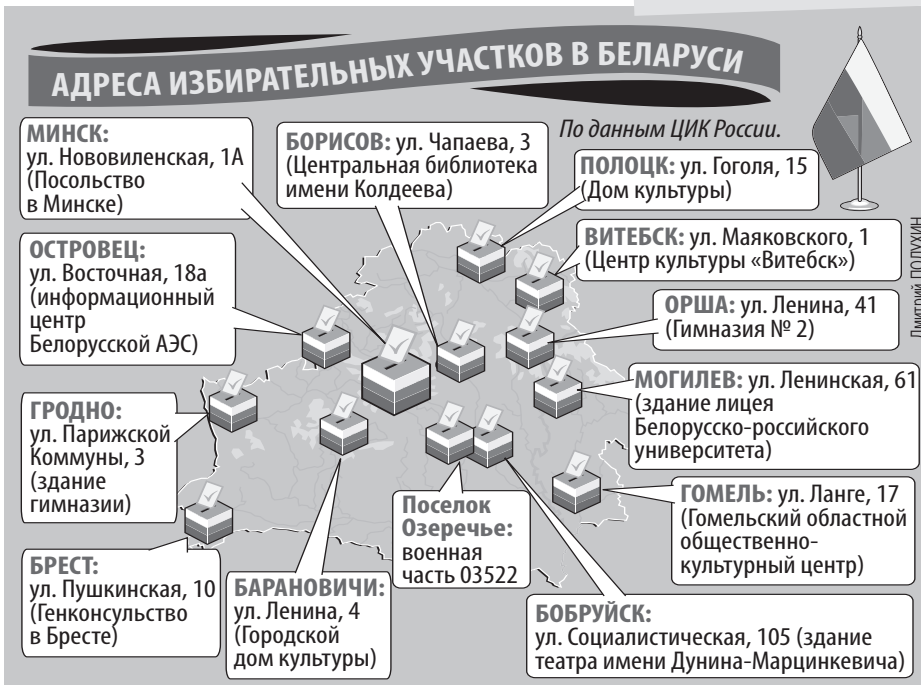 АДРЕСА ИЗБИРАТЕЛЬНЫХ УЧАСТКОВ В БЕЛАРУСИ
По данным ЦИК России.
МИНСК:
ул. Нововиленская, 1А
(Посольство
в Минске)
БОРИСОВ: ул. Чапаева, 3
(Центральная библиотека
имени Колдеева)
ПОЛОЦК: ул. Гоголя, 15
(Дом культуры)
ОСТРОВЕЦ:
ул. Восточная, 18а
(информационный
центр
Белорусской АЭС)
ВИТЕБСК: ул. Маяковского, 1
(Центр культуры «Витебск»)
ОРША: ул. Ленина, 41
(Гимназия № 2)
МОГИЛЕВ: ул. Ленинская, 61
(здание лицея
Белорусско-российского
университета)
ГРОДНО:
ул. Парижской
Коммуны, 3
(здание
гимназии)
Поселок
Озеречье:
военная
часть 03522
ГОМЕЛЬ: ул. Ланге, 17
(Гомельский областной
общественно-
культурный центр)
БРЕСТ:
ул. Пушкинская, 10
(Генконсульство
в Бресте)
БАРАНОВИЧИ:
ул. Ленина, 4
(Городской
дом культуры)
БОБРУЙСК:
ул. Социалистическая, 105 (здание
театра имени Дунина-Марцинкевича)
Дмитрий ПОЛУХИН